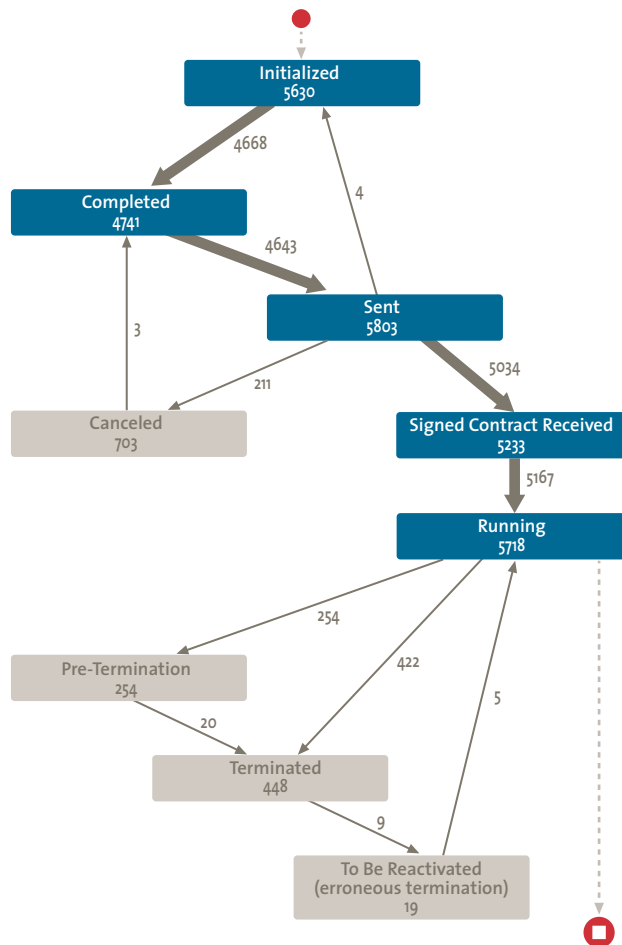 Initialized
5630
4668
4
Completed
4741
4643
Sent
5803
3
211
5034
Canceled
703
Signed Contract Received
5233
5167
Running
5718
254
422
Pre-Termination
254
5
20
Terminated
448
9
To Be Reactivated
(erroneous termination)
19